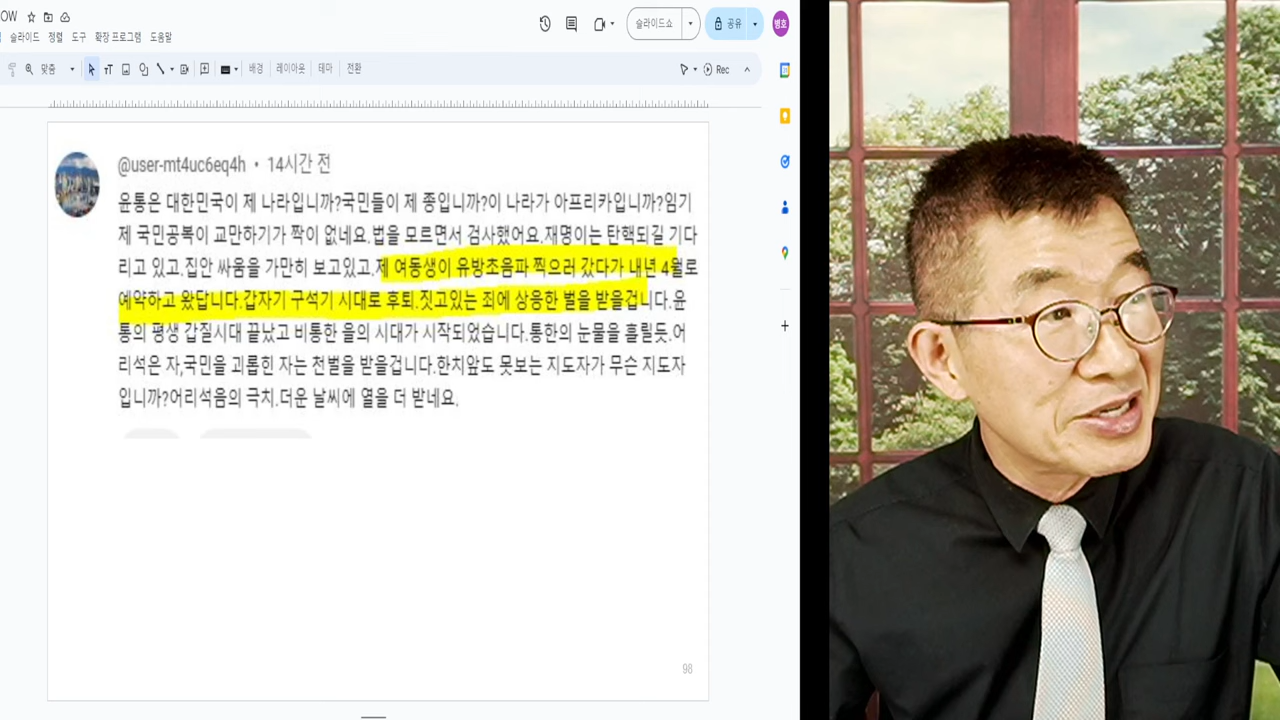 OW
슬라이드 정렬 도구 확장 프로그램 도움말
슬라이드쇼
공유
병호
맞춤
배경 레이아웃 테마 전환
Rec
@user-mt4uc6eq4h • 14시간 전
윤통은 대한민국이 제 나라입니까?국민들이 제 종입니까?이 나라가 아프리카입니까?임기
제 국민공복이 교만하기가 짝이 없네요.법을 모르면서 검사했어요.재명이는 탄핵되길 기다
리고 있고.집안 싸움을 가만히 보고있고.제 여동생이 유방초음파 찍으러 갔다가 내년 4월로
예약하고 왔답니다.갑자기 구석기 시대로 후퇴.짓고있는 죄에 상응한 벌을 받을겁니다.윤
통의 평생 갑질시대 끝났고 비통한 을의 시대가 시작되었습니다.통한의 눈물을 흘릴듯.어
리석은 자,국민을 괴롭힌 자는 천벌을 받을겁니다.한치앞도 못보는 지도자가 무슨 지도자
입니까?어리석음의 극치.더운 날씨에 열을 더 받네요.
98